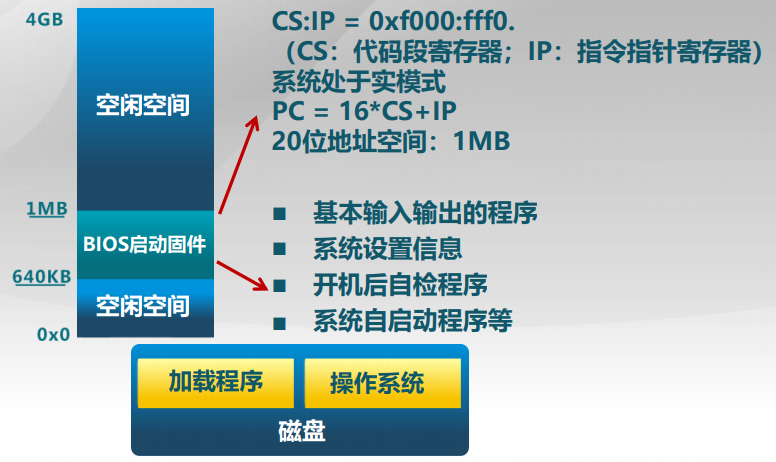 4GB
空闲空间
1MB
BIOS启动固件
640KB
空闲空间
0x0
CS:IP = 0xf000:fff0.
（CS：代码段寄存器；IP：指令指针寄存器）
系统处于实模式
PC = 16*CS+IP
20位地址空间：1MB
■ 基本输入输出的程序
■ 系统设置信息
■ 开机后自检程序
■ 系统自启动程序等
加载程序
操作系统
磁盘